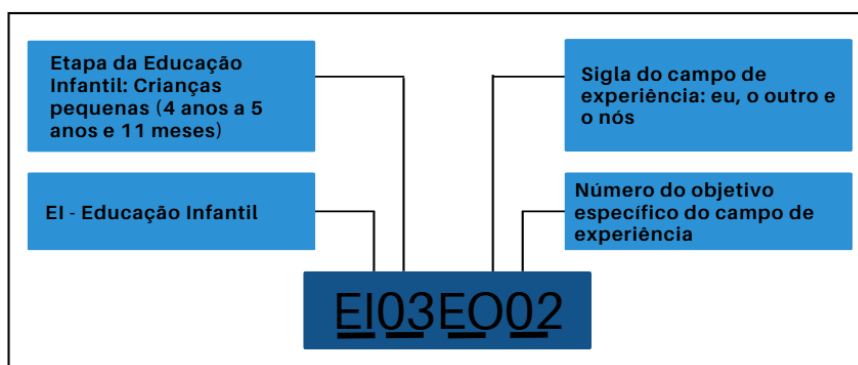 Etapa da Educação
Infantil: Crianças
pequenas (4 anos a 5
anos e 11 meses)
Sigla do campo de
experiência: eu, o outro e
o nós
EI - Educação Infantil
Número do objetivo
específico do campo de
experiência
EI03EO02